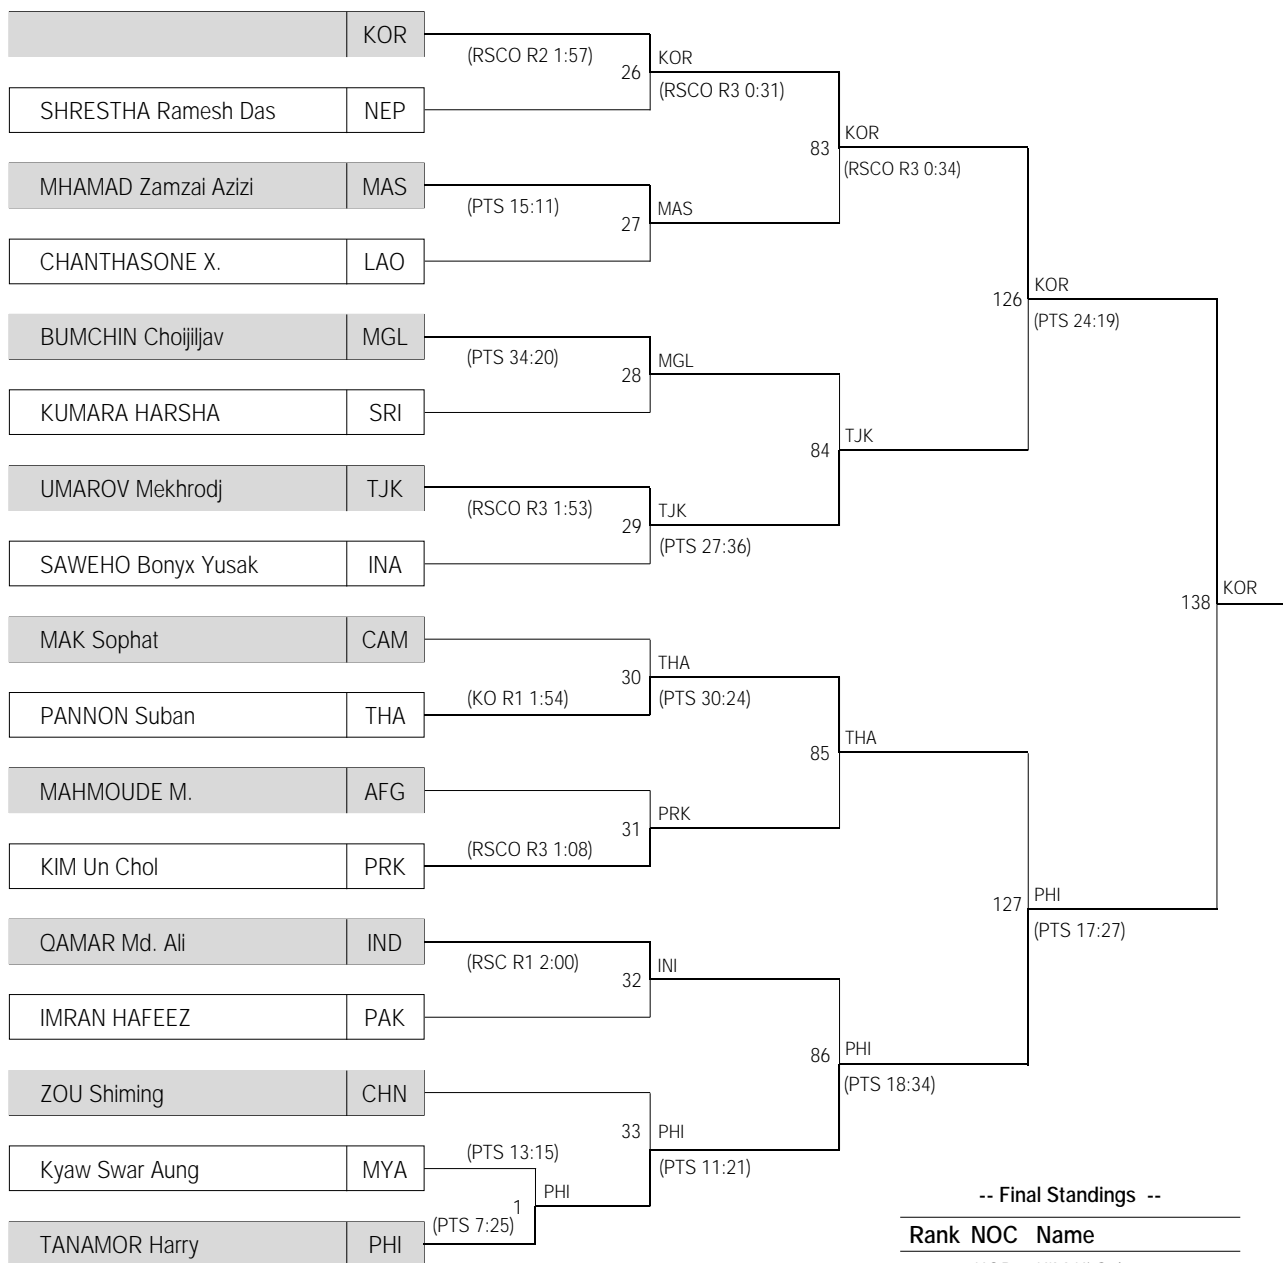 KOR
(RSCO R2 1:57)
26 KOR
(RSCO R3 0:31)
SHRESTHA Ramesh Das NEP
83 KOR
(RSCO R3 0:34)
MHAMAD Zamzai Azizi MAS
(PTS 15:11)
27 MAS
CHANTHASONE X. LAO
126 KOR
(PTS 24:19)
BUMCHIN Choijiljav MGL
(PTS 34:20)
28 MGL
KUMARA HARSHA SRI
84 TJK
UMAROV Mekhrodj TJK
(RSCO R3 1:53)
29 TJK
(PTS 27:36)
SAWEHO Bonyx Yusak INA
138 KOR
MAK Sophat CAM
30 THA
(KO R1 1:54)
(PTS 30:24)
PANNON Suban THA
85 THA
MAHMOUDE M. AFG
31 PRK
(RSCO R3 1:08)
KIM Un Chol PRK
127 PHI
(PTS 17:27)
QAMAR Md. Ali IND
(RSC R1 2:00)
32 INI
IMRAN HAFEEZ PAK
86 PHI
(PTS 18:34)
ZOU Shiming CHN
33 PHI
(PTS 13:15)
(PTS 11:21)
Kyaw Swar Aung MYA
1 PHI
(PTS 7:25)
TANAMOR Harry PHI
-- Final Standings --
Rank NOC Name